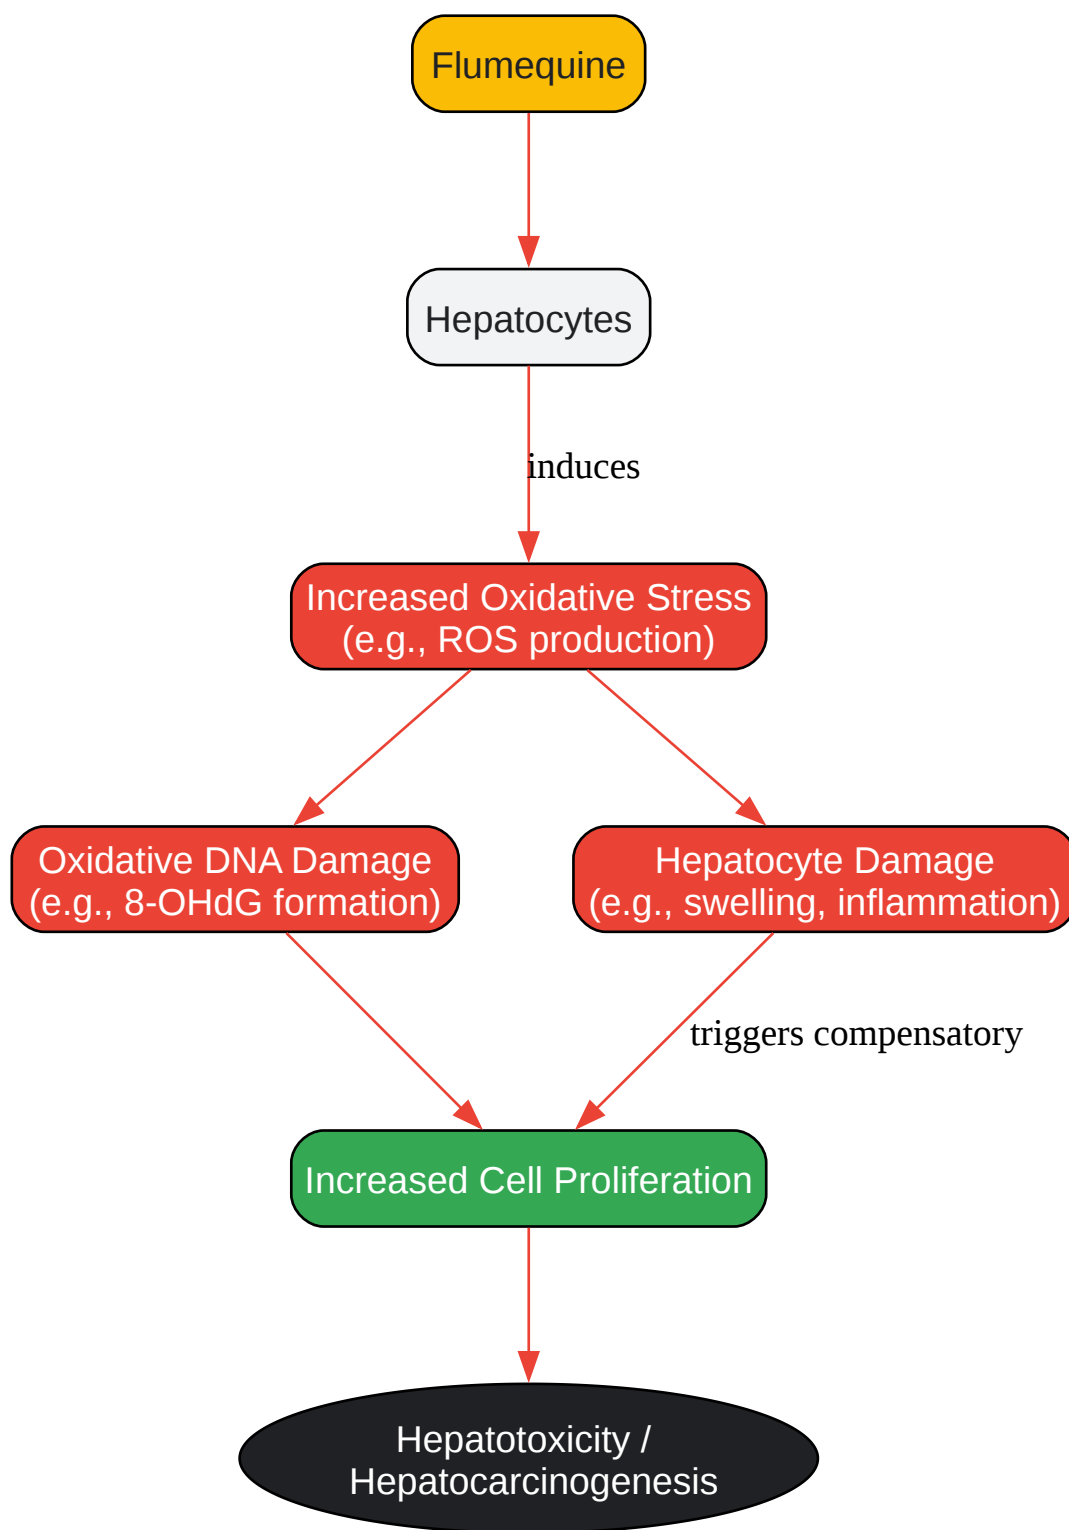 Flumequine
Hepatocytes
induces
Increased Oxidative Stress
(e.g., ROS production)
Oxidative DNA Damage
(e.g., 8-OHdG formation)
Hepatocyte Damage
(e.g., swelling, inflammation)
triggers compensatory
Increased Cell Proliferation
Hepatotoxicity /
Hepatocarcinogenesis